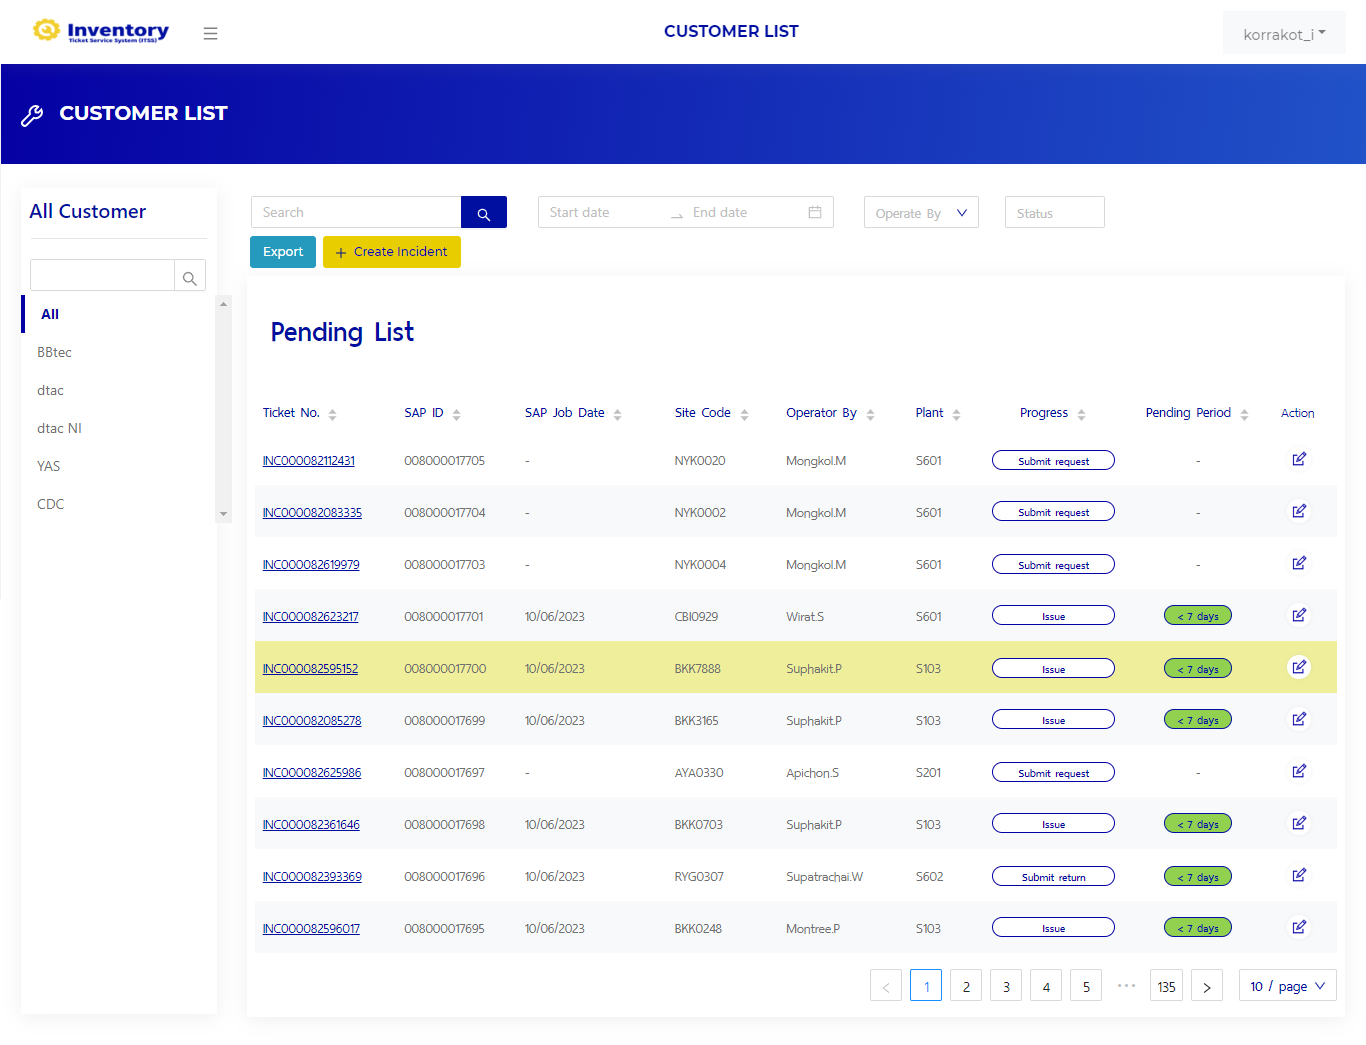 Inventory
Ticket Service System (ITSS)
CUSTOMER LIST
korrakot_i
CUSTOMER LIST
All Customer
All
BBtec
dtac
dtac NI
YAS
CDC
Search
Start date
End date
Operate By
Status
Export
+ Create Incident
Pending List
Ticket No. SAP ID SAP Job Date Site Code Operator By Plant Progress Pending Period Action
INC000082112431 008000017705 - NYK0020 Mongkol.M S601 Submit request -
INC000082083335 008000017704 - NYK0002 Mongkol.M S601 Submit request -
INC000082619979 008000017703 - NYK0004 Mongkol.M S601 Submit request -
INC000082623217 008000017701 10/06/2023 CBI0929 Wirat.S S601 Issue < 7 days
INC000082595152 008000017700 10/06/2023 BKK7888 Suphakit.P S103 Issue < 7 days
INC000082085278 008000017699 10/06/2023 BKK3165 Suphakit.P S103 Issue < 7 days
INC000082625986 008000017697 - AYA0330 Apichon.S S201 Submit request -
INC000082361646 008000017698 10/06/2023 BKK0703 Suphakit.P S103 Issue < 7 days
INC000082393369 008000017696 10/06/2023 RYG0307 Supatrachai.W S602 Submit return < 7 days
INC000082596017 008000017695 10/06/2023 BKK0248 Montree.P S103 Issue < 7 days
< 1 2 3 4 5 ••• 135 > 10 / page